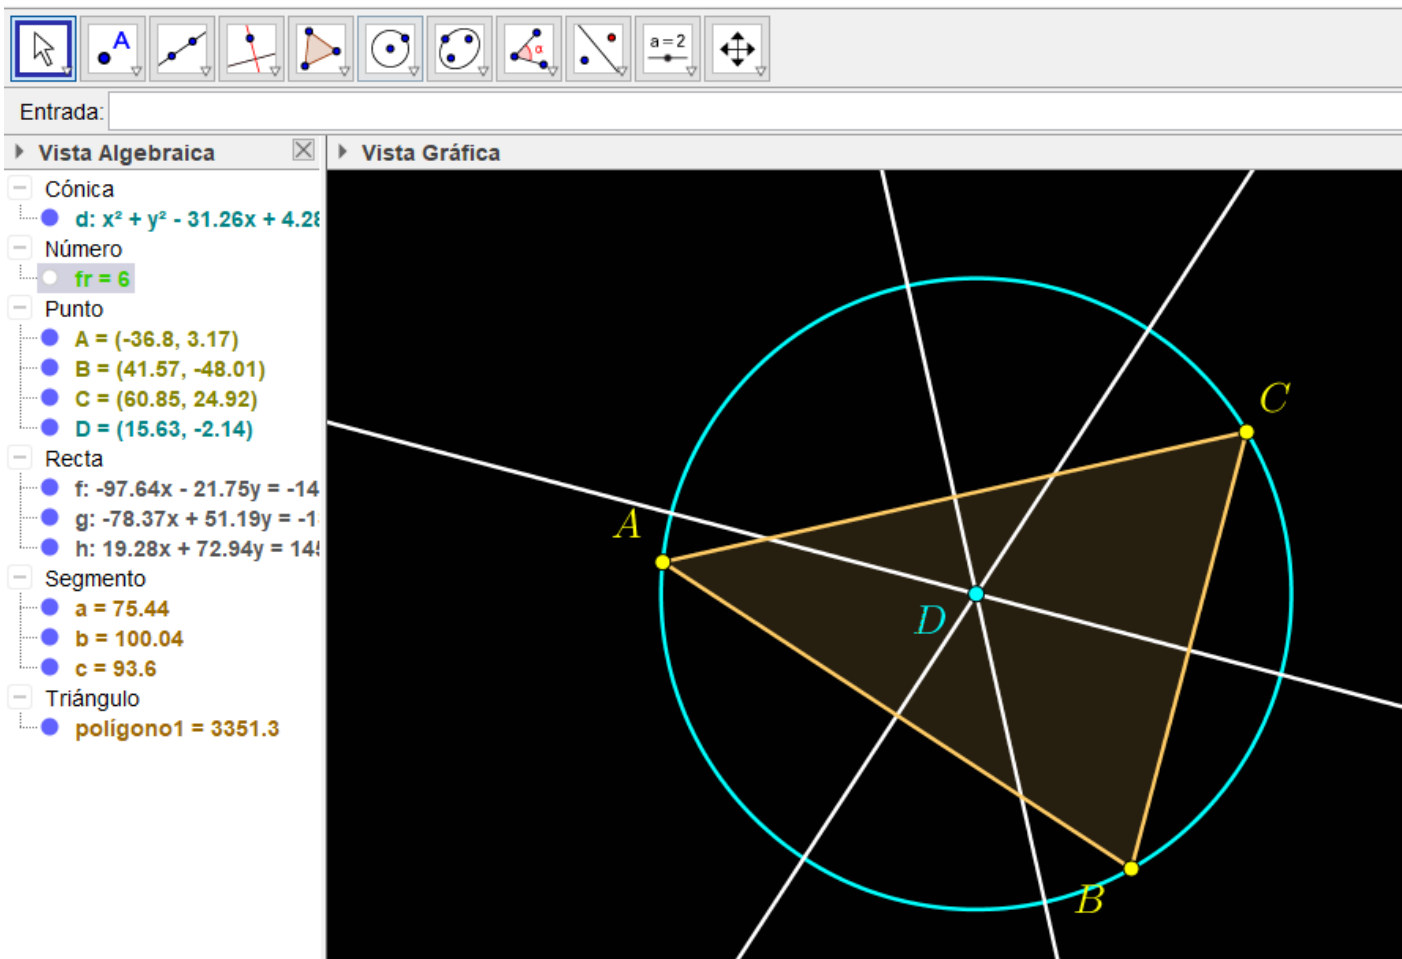 A
α
a=2
Entrada:
Vista Algebraica
Vista Gráfica
Cónica
d: x² + y² - 31.26x + 4.28
Número
fr = 6
Punto
A = (-36.8, 3.17)
B = (41.57, -48.01)
C = (60.85, 24.92)
D = (15.63, -2.14)
Recta
f: -97.64x - 21.75y = -14
g: -78.37x + 51.19y = -1
h: 19.28x + 72.94y = 145
Segmento
a = 75.44
b = 100.04
c = 93.6
Triángulo
polígono1 = 3351.3
C
A
D
B